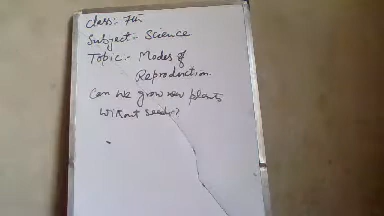 class:- 7th
Subject:- Science
Topic:- Modes of
Reproduction
Can we grow new plants
without seeds?